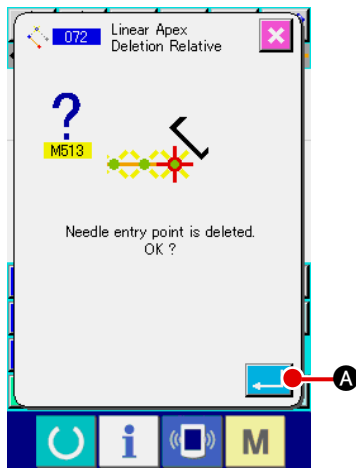 072 Linear Apex
Deletion Relative
?
M513
Needle entry point is deleted.
OK ?
A
i
M